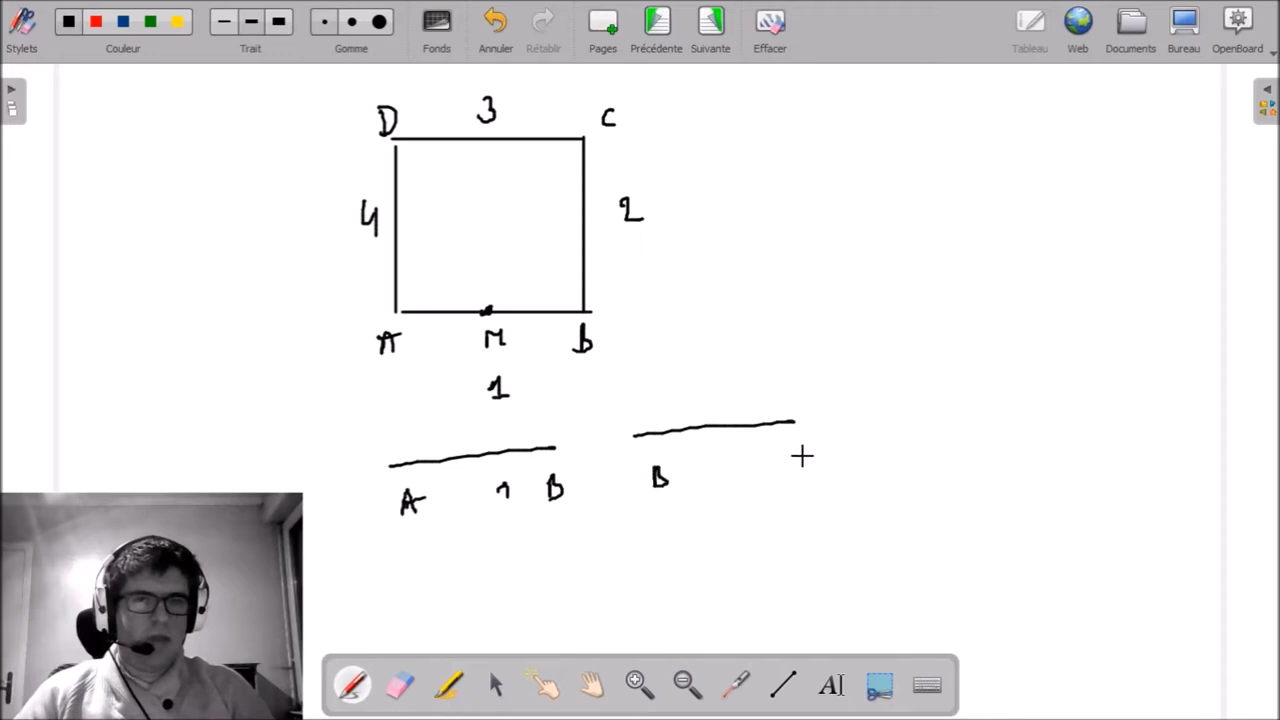 Stylets Couleur Trait Gomme Fonds Annuler Rétablir Pages Précédente Suivante Effacer Tableau Web Documents Bureau OpenBoard
D 3 C
4 2
A M B
1
A 1 B B
AI